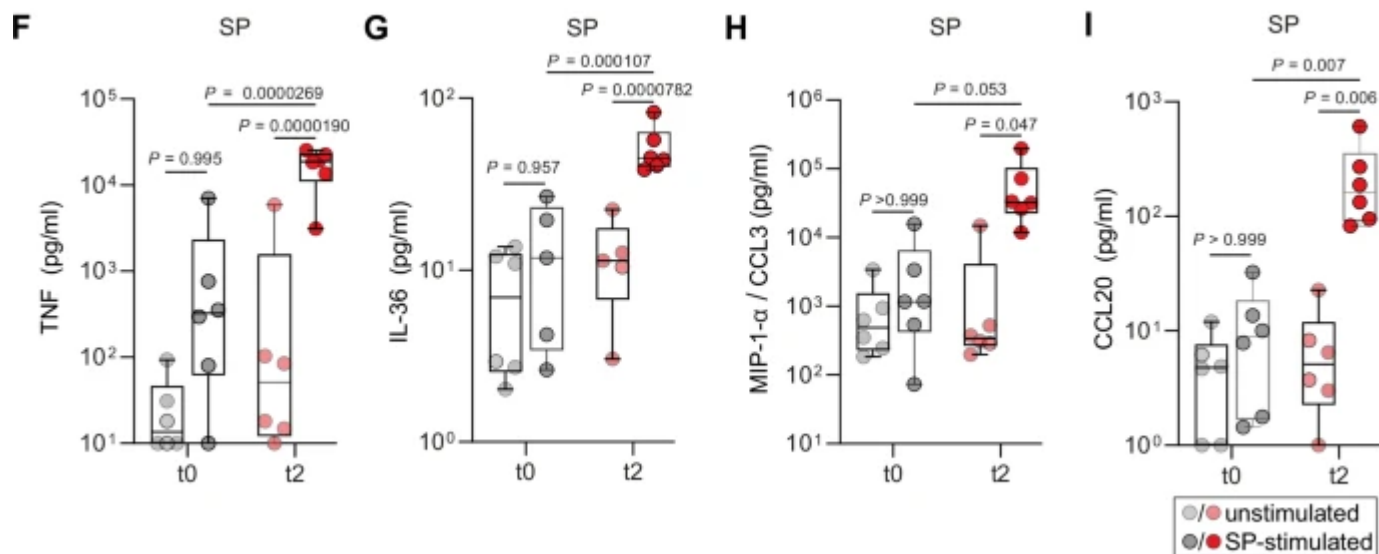 F
SP
P = 0.0000269
P = 0.0000190
P = 0.995
TNF (pg/ml)
10⁵
10⁴
10³
10²
10¹
t0
t2
G
SP
P = 0.000107
P = 0.0000782
P = 0.957
IL-36 (pg/ml)
10²
10¹
10⁰
t0
t2
H
SP
P = 0.053
P = 0.047
P >0.999
MIP-1-α / CCL3 (pg/ml)
10⁶
10⁵
10⁴
10³
10²
10¹
t0
t2
I
SP
P = 0.007
P = 0.006
P > 0.999
CCL20 (pg/ml)
10³
10²
10¹
10⁰
t0
t2
/ unstimulated
/ SP-stimulated